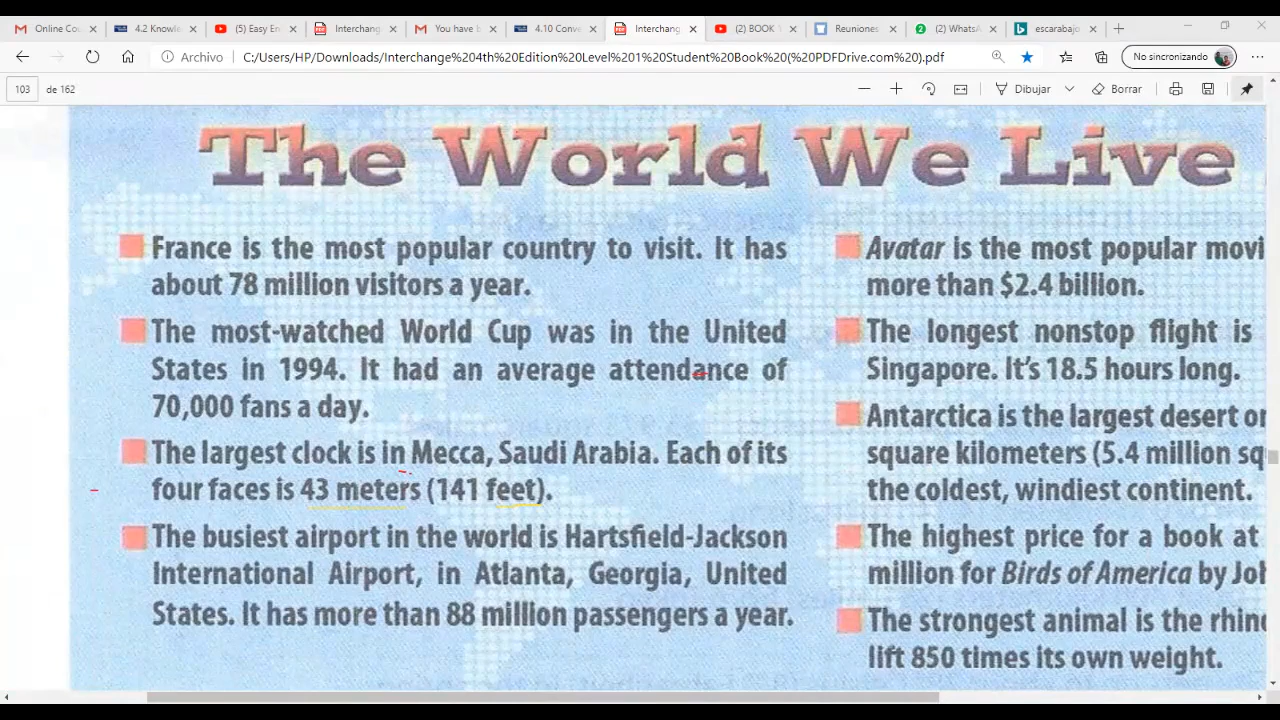 Online Cou
4.2 Knowle
(5) Easy En
Interchang
You have b
4.10 Conve
Interchang
(2) BOOK
Reuniones
(2) WhatsA
escarabajo
Archivo
C:/Users/HP/Downloads/Interchange%204th%20Edition%20Level%201%20Student%20Book%20(%20PDFDrive.com%20).pdf
No sincronizando
103 de 162
Dibujar
Borrar
The World We Live
France is the most popular country to visit. It has
about 78 million visitors a year.
The most-watched World Cup was in the United
States in 1994. It had an average attendance of
70,000 fans a day.
The largest clock is in Mecca, Saudi Arabia. Each of its
four faces is 43 meters (141 feet).
The busiest airport in the world is Hartsfield-Jackson
International Airport, in Atlanta, Georgia, United
States. It has more than 88 million passengers a year.
Avatar is the most popular movi
more than $2.4 billion.
The longest nonstop flight is
Singapore. It's 18.5 hours long.
Antarctica is the largest desert on
square kilometers (5.4 million sq
the coldest, windiest continent.
The highest price for a book at
million for Birds of America by Joh
The strongest animal is the rhino
lift 850 times its own weight.